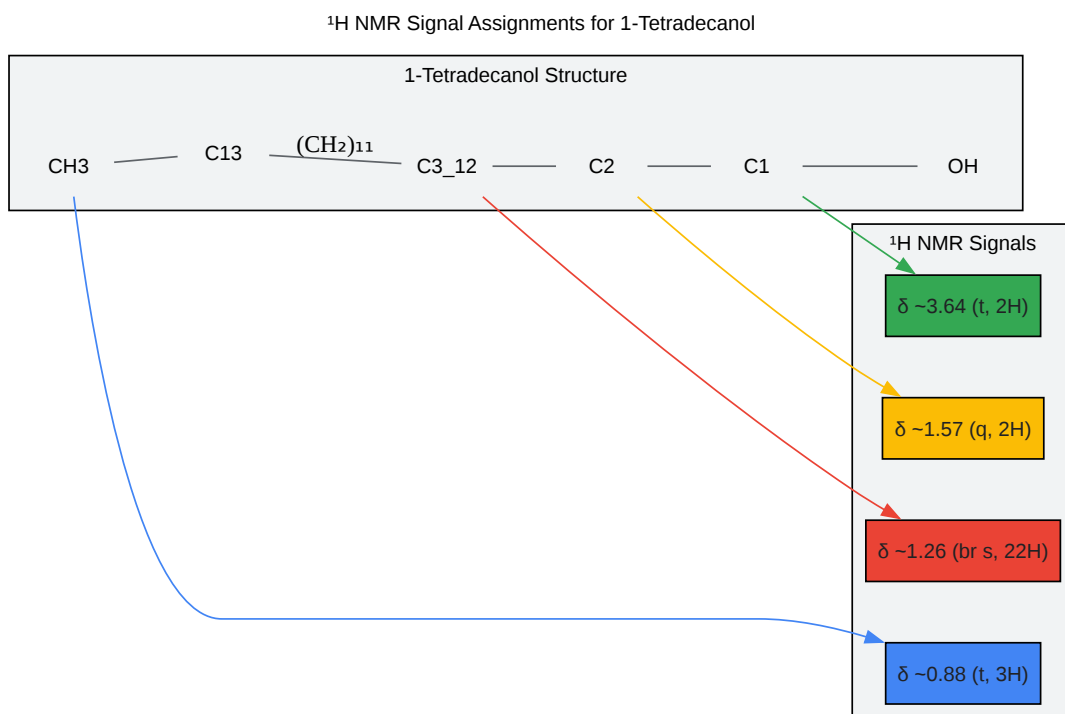 ¹H NMR Signal Assignments for 1-Tetradecanol
1-Tetradecanol Structure
CH3
C13
(CH₂)₁₁
C3_12
C2
C1
OH
¹H NMR Signals
δ ~3.64 (t, 2H)
δ ~1.57 (q, 2H)
δ ~1.26 (br s, 22H)
δ ~0.88 (t, 3H)